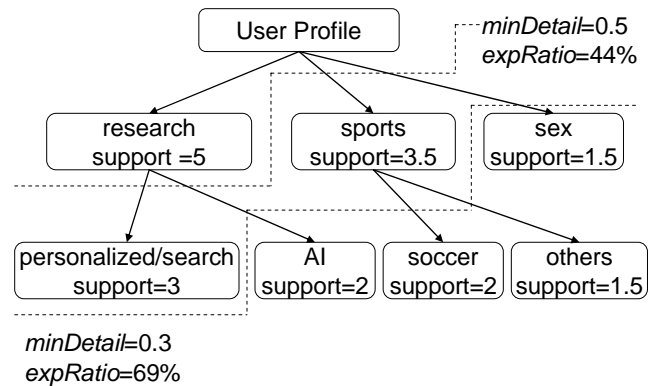 User Profile
minDetail=0.5
expRatio=44%
research
support =5
sports
support=3.5
sex
support=1.5
personalized/search
support=3
AI
support=2
soccer
support=2
others
support=1.5
minDetail=0.3
expRatio=69%